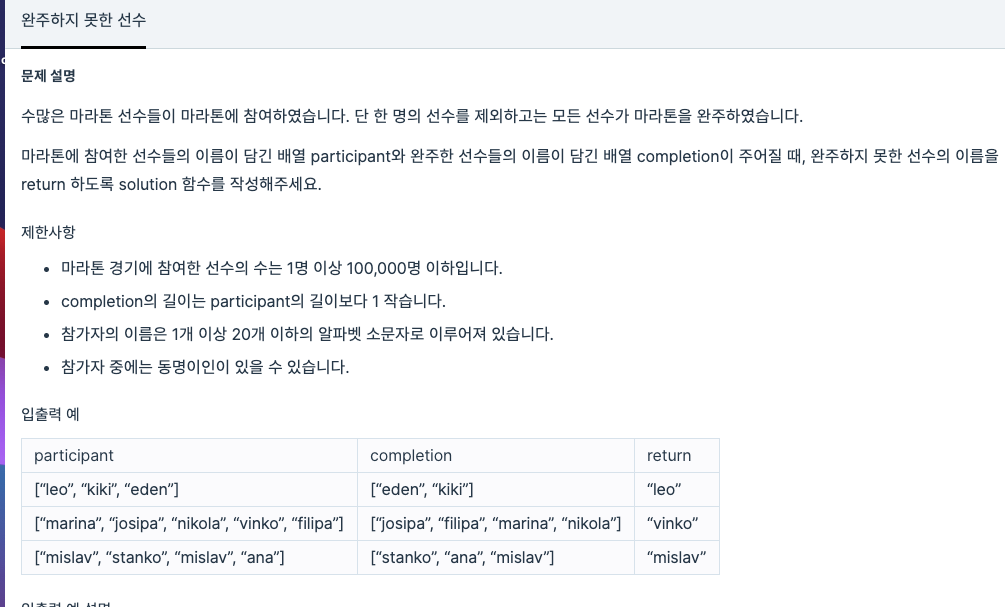 완주하지 못한 선수
문제 설명
수많은 마라톤 선수들이 마라톤에 참여하였습니다. 단 한 명의 선수를 제외하고는 모든 선수가 마라톤을 완주하였습니다.
마라톤에 참여한 선수들의 이름이 담긴 배열 participant와 완주한 선수들의 이름이 담긴 배열 completion이 주어질 때, 완주하지 못한 선수의 이름을
return 하도록 solution 함수를 작성해주세요.
제한사항
• 마라톤 경기에 참여한 선수의 수는 1명 이상 100,000명 이하입니다.
• completion의 길이는 participant의 길이보다 1 작습니다.
• 참가자의 이름은 1개 이상 20개 이하의 알파벳 소문자로 이루어져 있습니다.
• 참가자 중에는 동명이인이 있을 수 있습니다.
입출력 예
participant completion return
[“leo”, “kiki”, “eden”] [“eden”, “kiki”] “leo”
[“marina”, “josipa”, “nikola”, “vinko”, “filipa”] [“josipa”, “filipa”, “marina”, “nikola”] “vinko”
[“mislav”, “stanko”, “mislav”, “ana”] [“stanko”, “ana”, “mislav”] “mislav”
입출력 예 설명